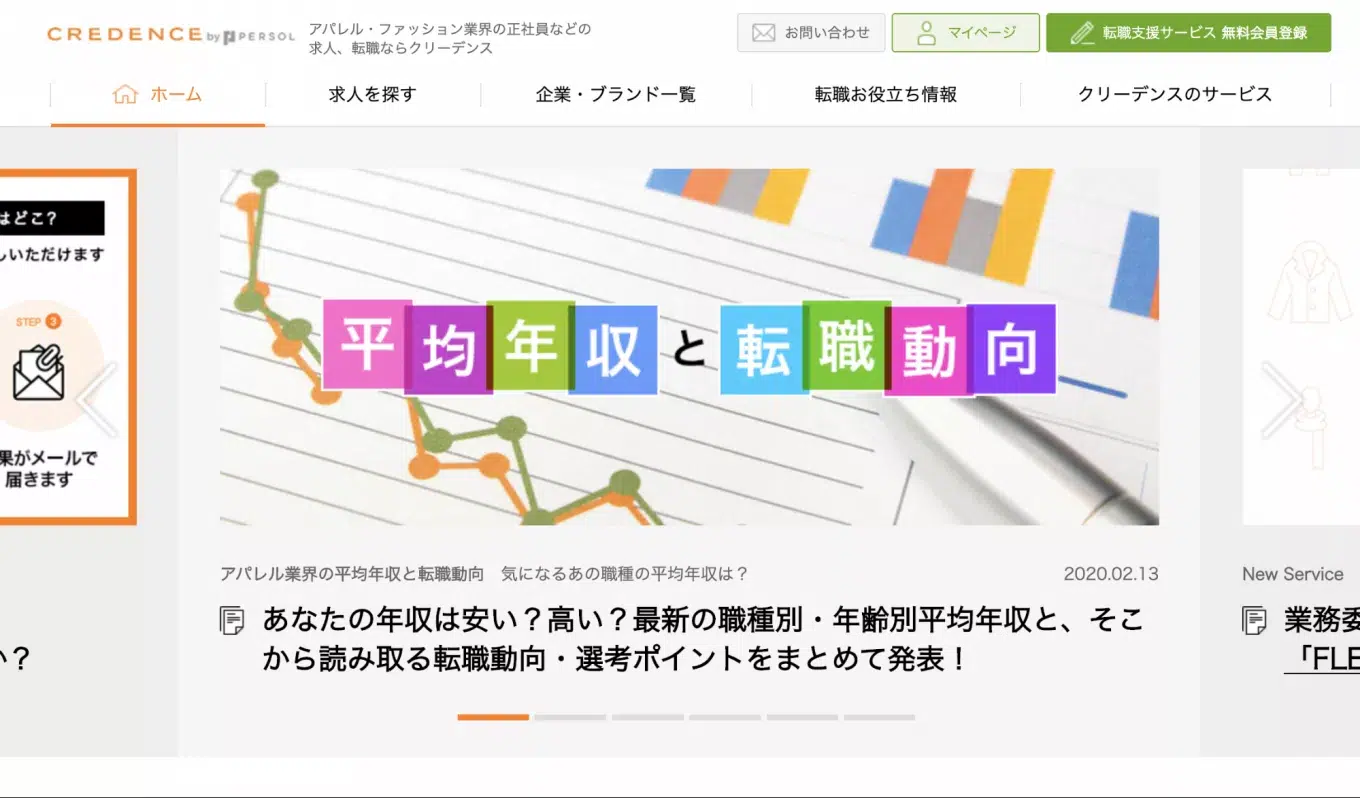 CREDENCE by PERSOL
アパレル・ファッション業界の正社員などの
求人、転職ならクリーデンス
お問い合わせ
マイページ
転職支援サービス 無料会員登録
ホーム
求人を探す
企業・ブランド一覧
転職お役立ち情報
クリーデンスのサービス
はどこ?
いただけます
STEP 3
果がメールで
届きます
い？
平均年収と転職動向
アパレル業界の平均年収と転職動向　気になるあの職種の平均年収は？
2020.02.13
あなたの年収は安い？高い？最新の職種別・年齢別平均年収と、そこ
から読み取る転職動向・選考ポイントをまとめて発表！
New Service
業務委
「FLE